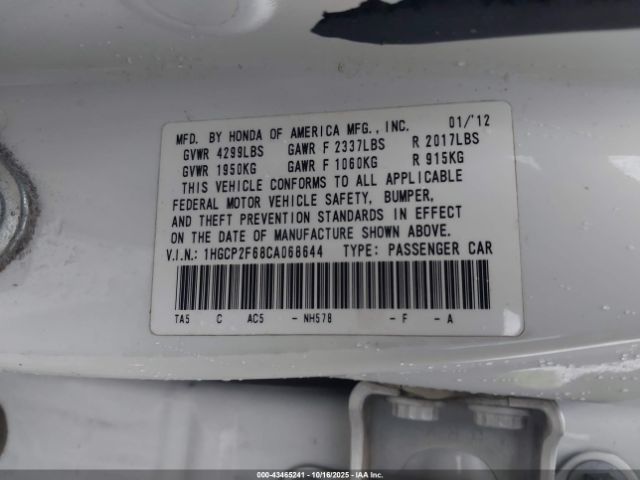 MFD. BY HONDA OF AMERICA MFG., INC. 01/'12
GVWR 4299LBS GAWR F 2337LBS R 2017LBS
GVWR 1950KG GAWR F 1060KG R 915KG
THIS VEHICLE CONFORMS TO ALL APPLICABLE
FEDERAL MOTOR VEHICLE SAFETY, BUMPER,
AND THEFT PREVENTION STANDARDS IN EFFECT
ON THE DATE OF MANUFACTURE SHOWN ABOVE.
V.I.N.: 1HGCP2F68CA068644 TYPE: PASSENGER CAR
TA5 C AC5 - NH578 - F - A
000-43465241 - 10/16/2025 - IAAI.COM